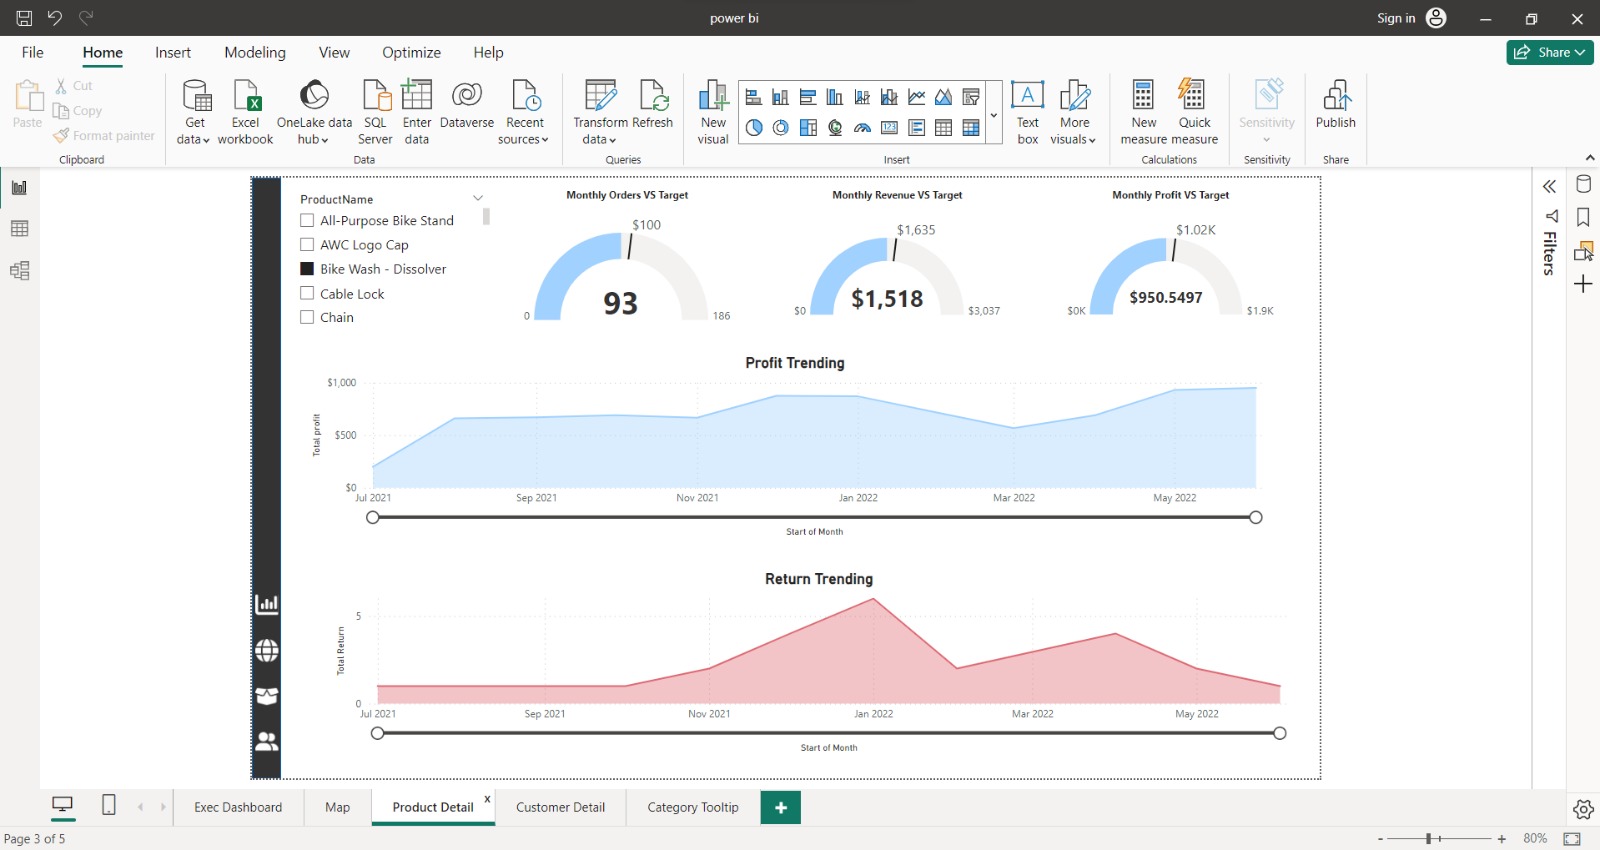 power bi
Sign in
File Home Insert Modeling View Optimize Help
Share
Paste
Cut
Copy
Format painter
Clipboard
Get data
Excel workbook
OneLake data hub
SQL Server
Enter data
Dataverse
Recent sources
Data
Transform data
Refresh
Queries
New visual
123
A
Text box
More visuals
Insert
New measure
Quick measure
Calculations
Sensitivity
Sensitivity
Publish
Share
ProductName
All-Purpose Bike Stand
AWC Logo Cap
Bike Wash - Dissolver
Cable Lock
Chain
Monthly Orders VS Target
$100
93
0
186
Monthly Revenue VS Target
$1,635
$1,518
$0
$3,037
Monthly Profit VS Target
$1.02K
$950.5497
$0K
$1.9K
Filters
Profit Trending
Total profit
$1,000
$500
$0
Jul 2021 Sep 2021 Nov 2021 Jan 2022 Mar 2022 May 2022
Start of Month
Return Trending
Total Return
5
0
Jul 2021 Sep 2021 Nov 2021 Jan 2022 Mar 2022 May 2022
Start of Month
Exec Dashboard
Map
Product Detail
x
Customer Detail
Category Tooltip
+
Page 3 of 5
- + 80%